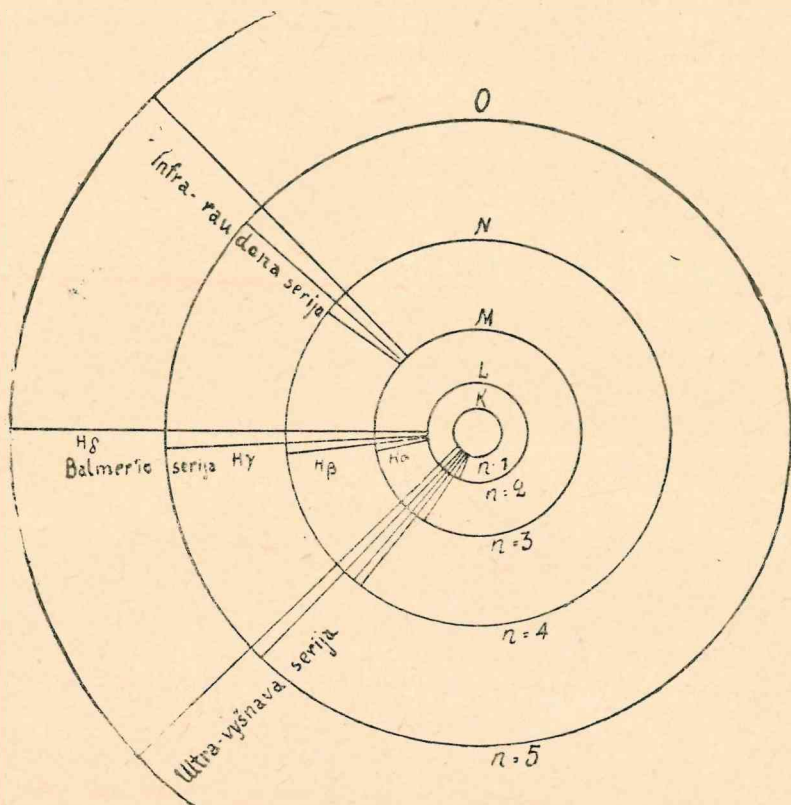 O
N
M
L
K
Infra-raudona serija
Hδ Hγ Hβ Hα
Balmerio serija
Ultra-vyšnava serija
n·1
n=2
n=3
n=4
n=5